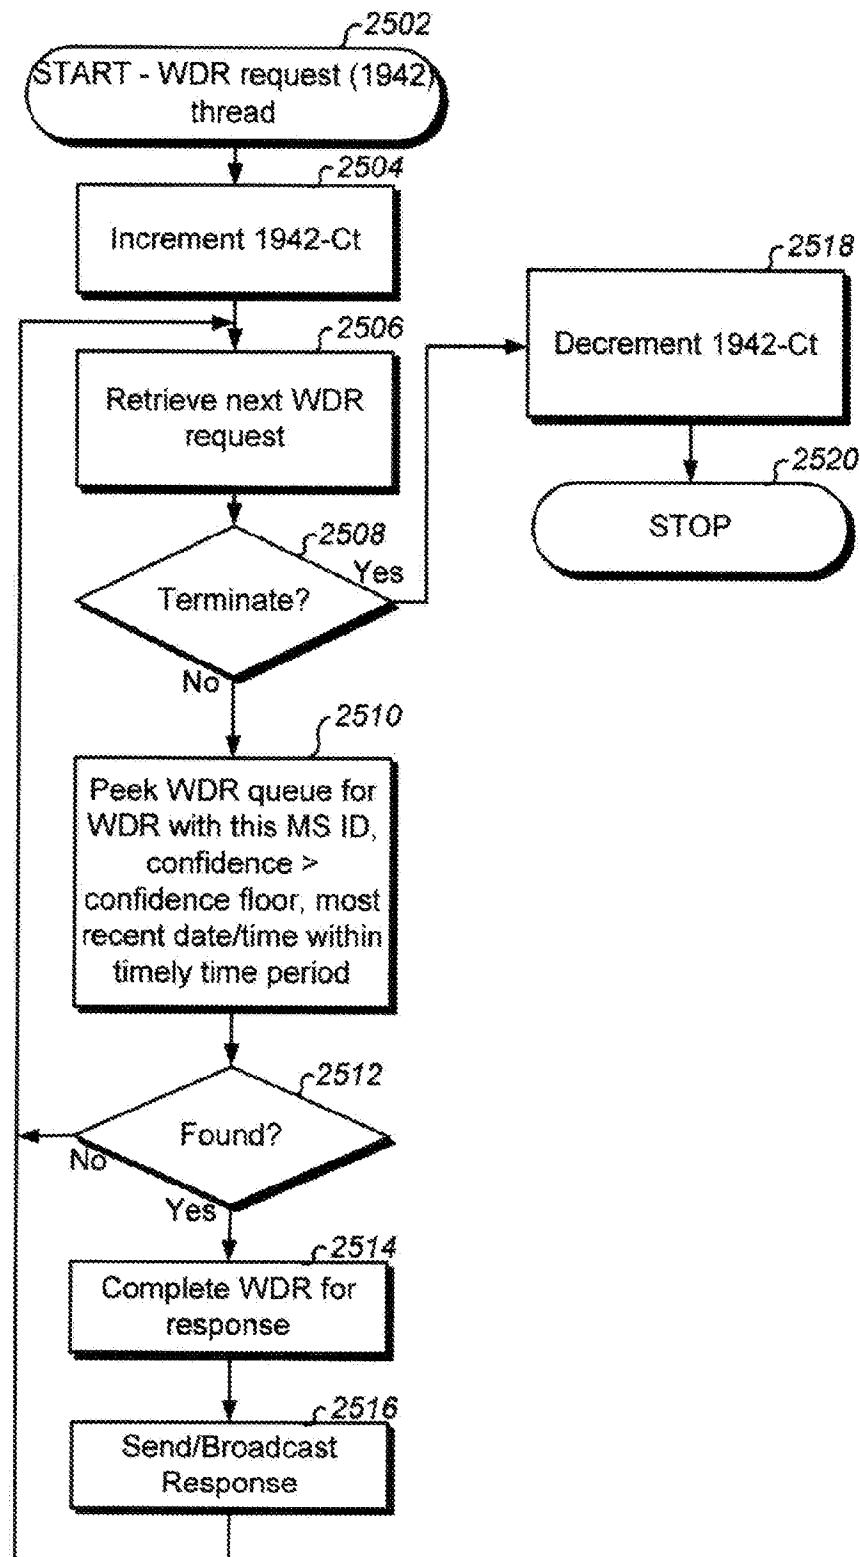 2502
START - WDR request (1942)
thread
2504
Increment 1942-Ct
2506
Retrieve next WDR
request
2508
Terminate?
Yes
No
2518
Decrement 1942-Ct
2520
STOP
2510
Peek WDR queue for
WDR with this MS ID,
confidence >
confidence floor, most
recent date/time within
timely time period
2512
Found?
No
Yes
2514
Complete WDR for
response
2516
Send/Broadcast
Response